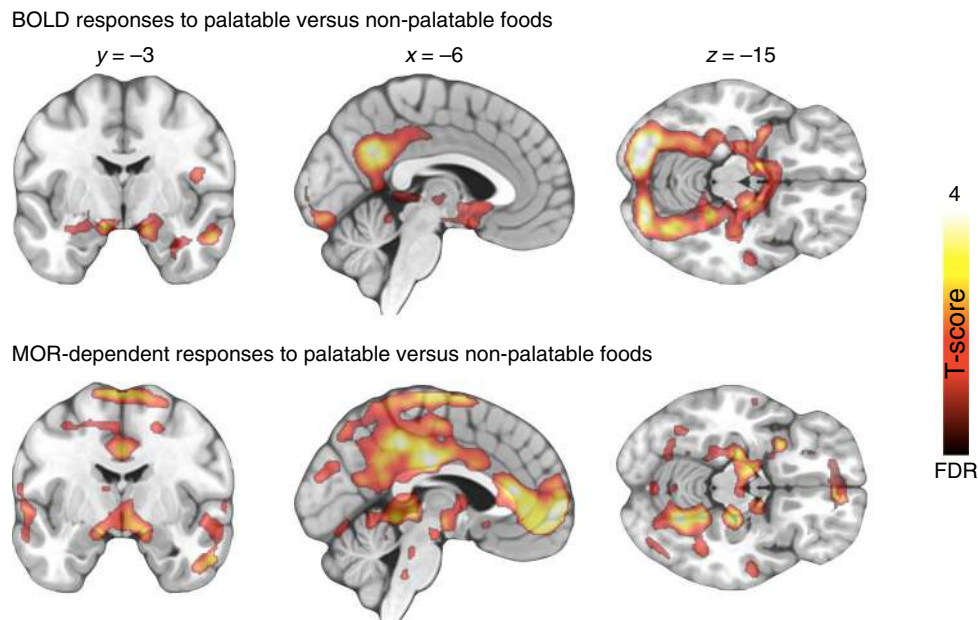 BOLD responses to palatable versus non-palatable foods
y = –3
x = –6
z = –15
4
T-score
FDR
MOR-dependent responses to palatable versus non-palatable foods